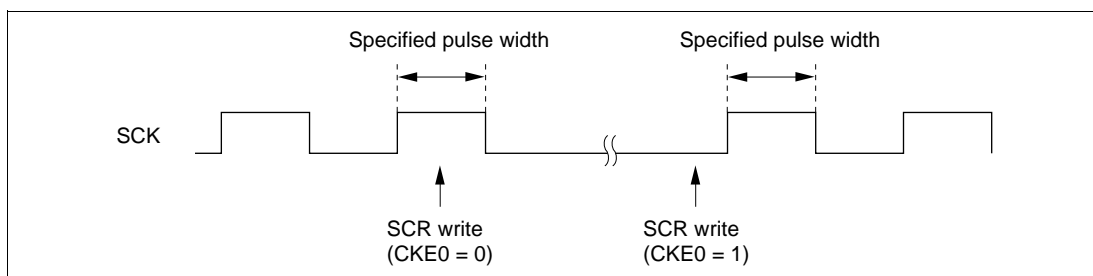 Specified pulse width
Specified pulse width
SCK
SCR write
(CKE0 = 0)
SCR write
(CKE0 = 1)